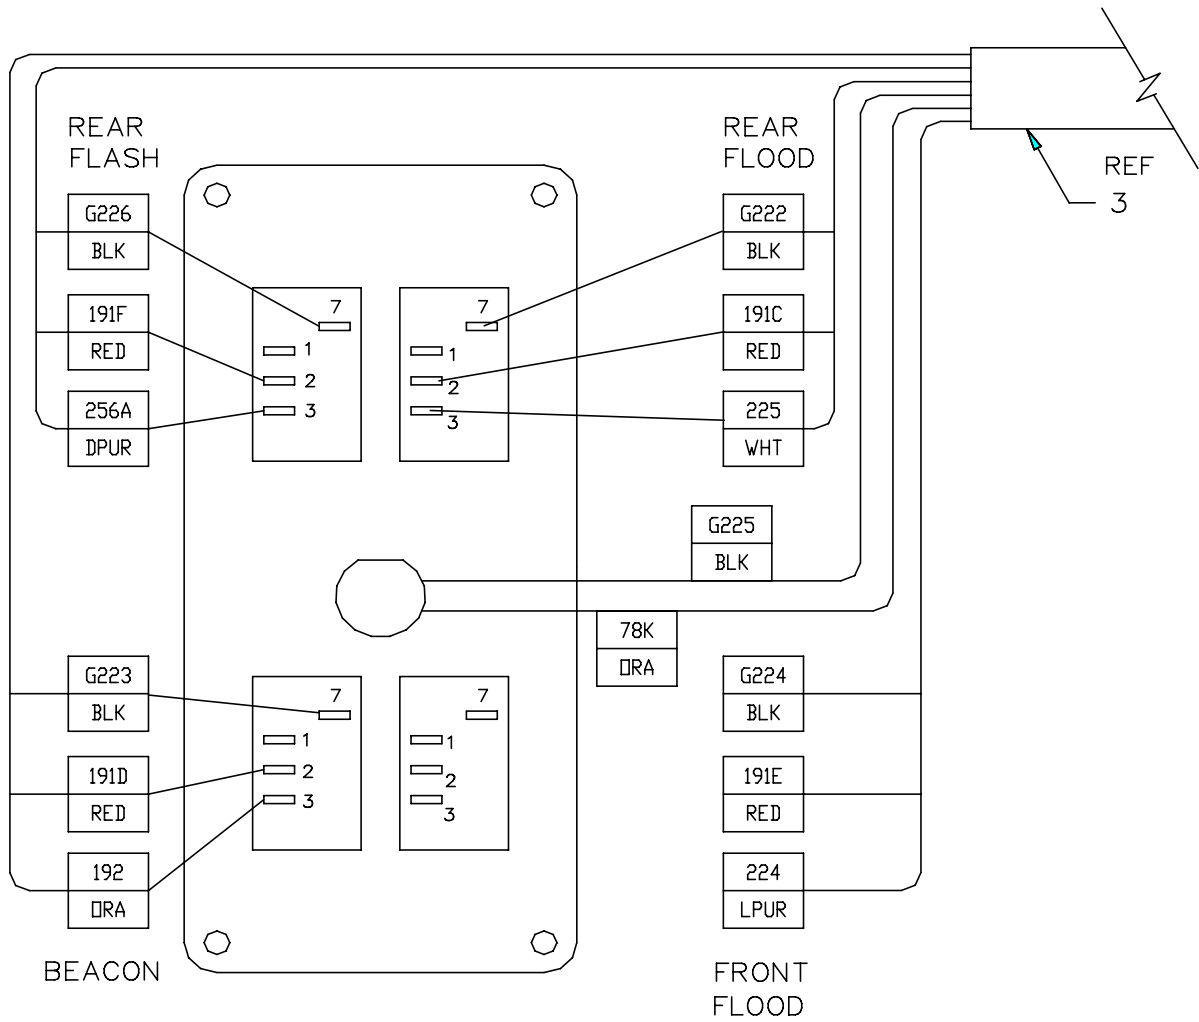 REAR
FLASH
REAR
FLOOD
REF
3
G226
BLK
G222
BLK
191F
RED
191C
RED
256A
DPUR
225
WHT
7
1
2
3
7
1
2
3
G225
BLK
78K
ORA
G223
BLK
G224
BLK
191D
RED
191E
RED
192
ORA
224
LPUR
7
1
2
3
7
1
2
3
BEACON
FRONT
FLOOD